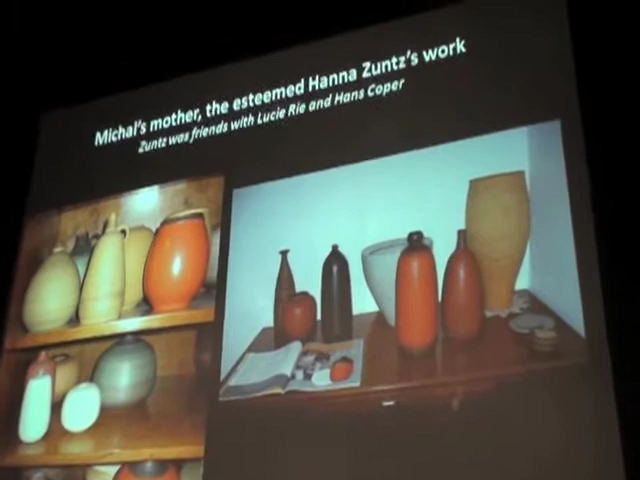 Michal's mother, the esteemed Hanna Zuntz's work
Zuntz was friends with Lucie Rie and Hans Coper